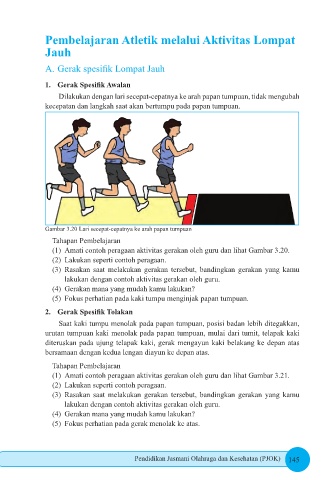 Pembelajaran Atletik melalui Aktivitas Lompat
Jauh
A. Gerak spesifik Lompat Jauh
1. Gerak Spesifik Awalan
Dilakukan dengan lari secepat-cepatnya ke arah papan tumpuan, tidak mengubah
kecepatan dan langkah saat akan bertumpu pada papan tumpuan.
Gambar 3.20 Lari secepat-cepatnya ke arah papan tumpuan
Tahapan Pembelajaran
(1) Amati contoh peragaan aktivitas gerakan oleh guru dan lihat Gambar 3.20.
(2) Lakukan seperti contoh peragaan.
(3) Rasakan saat melakukan gerakan tersebut, bandingkan gerakan yang kamu
lakukan dengan contoh aktivitas gerakan oleh guru.
(4) Gerakan mana yang mudah kamu lakukan?
(5) Fokus perhatian pada kaki tumpu menginjak papan tumpuan.
2. Gerak Spesifik Tolakan
Saat kaki tumpu menolak pada papan tumpuan, posisi badan lebih ditegakkan,
urutan tumpuan kaki menolak pada papan tumpuan, mulai dari tumit, telapak kaki
diteruskan pada ujung telapak kaki, gerak mengayun kaki belakang ke depan atas
bersamaan dengan kedua lengan diayun ke depan atas.
Tahapan Pembelajaran
(1) Amati contoh peragaan aktivitas gerakan oleh guru dan lihat Gambar 3.21.
(2) Lakukan seperti contoh peragaan.
(3) Rasakan saat melakukan gerakan tersebut, bandingkan gerakan yang kamu
lakukan dengan contoh aktivitas gerakan oleh guru.
(4) Gerakan mana yang mudah kamu lakukan?
(5) Fokus perhatian pada gerak menolak ke atas.
Pendidikan Jasmani Olahraga dan Kesehatan (PJOK) 145